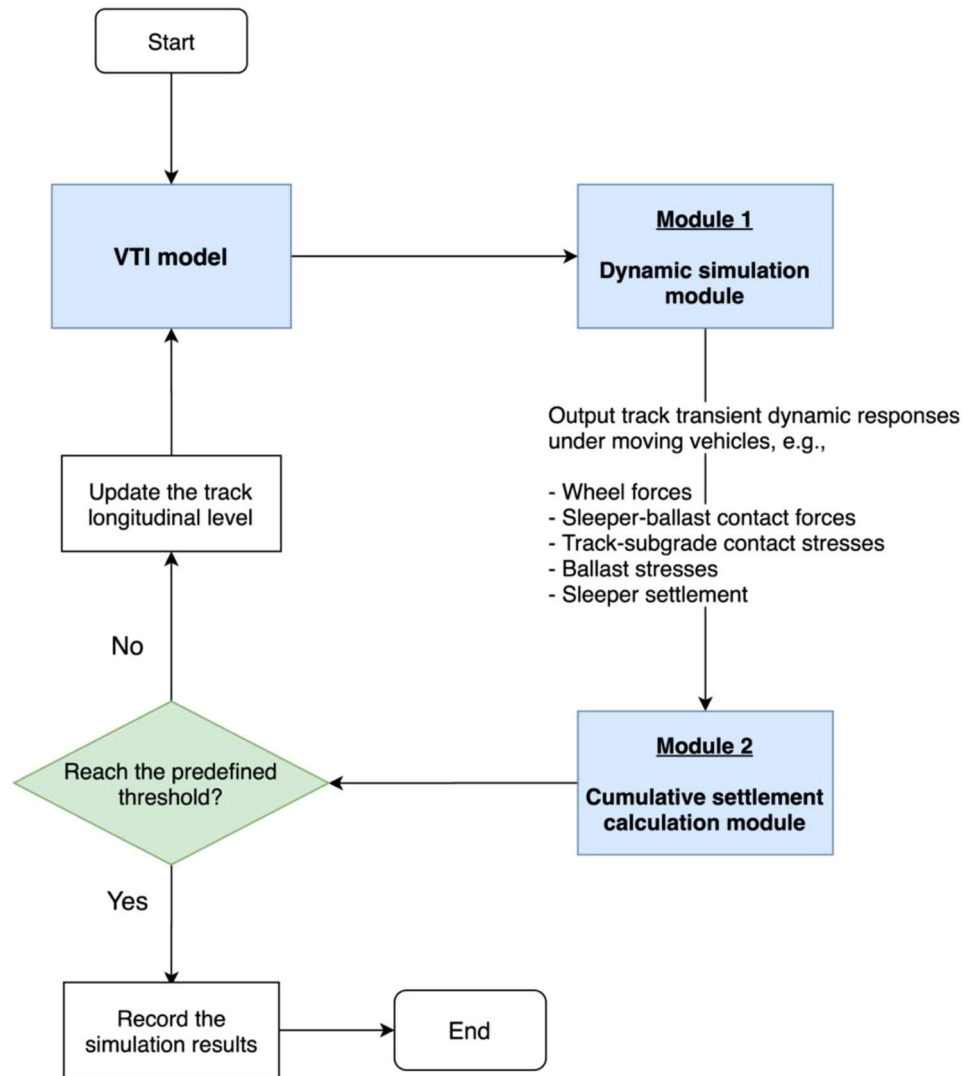 Start
VTI model
Module 1
Dynamic simulation
module
Output track transient dynamic responses
under moving vehicles, e.g.,
- Wheel forces
- Sleeper-ballast contact forces
- Track-subgrade contact stresses
- Ballast stresses
- Sleeper settlement
Module 2
Cumulative settlement
calculation module
Reach the predefined
threshold?
No
Update the track
longitudinal level
Yes
Record the
simulation results
End